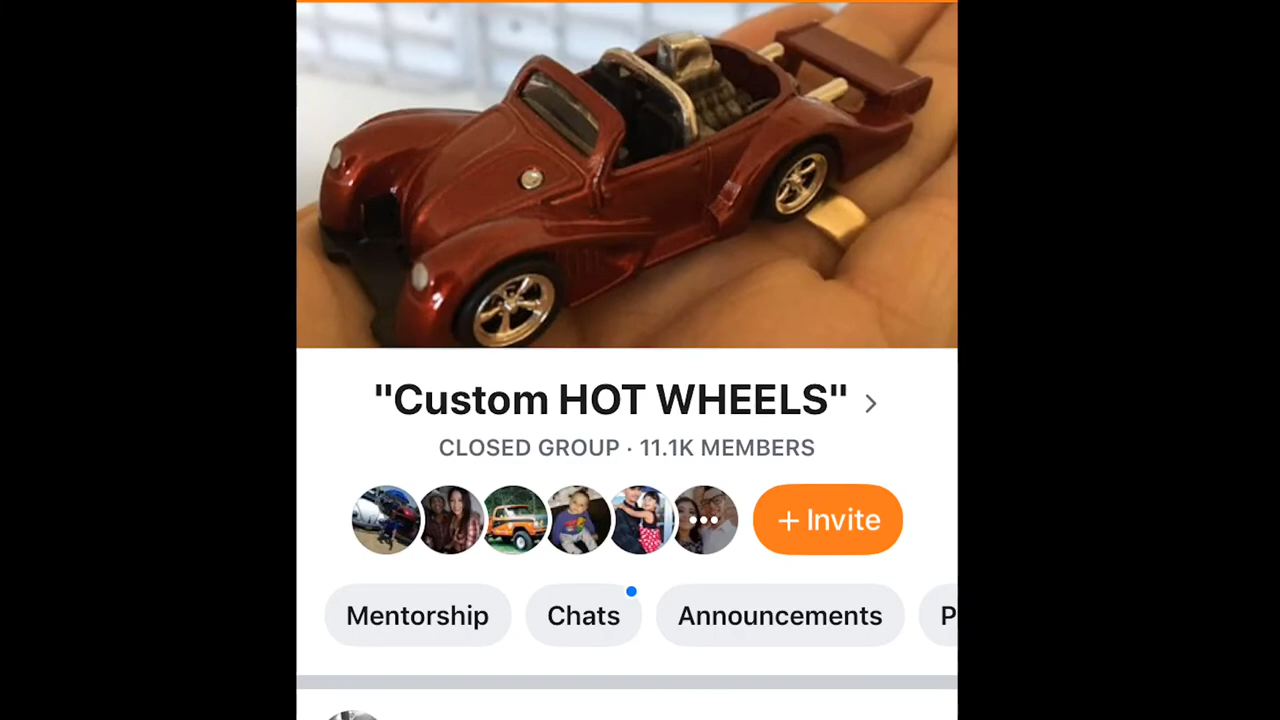 "Custom HOT WHEELS" >
CLOSED GROUP · 11.1K MEMBERS
+ Invite
Mentorship Chats Announcements P